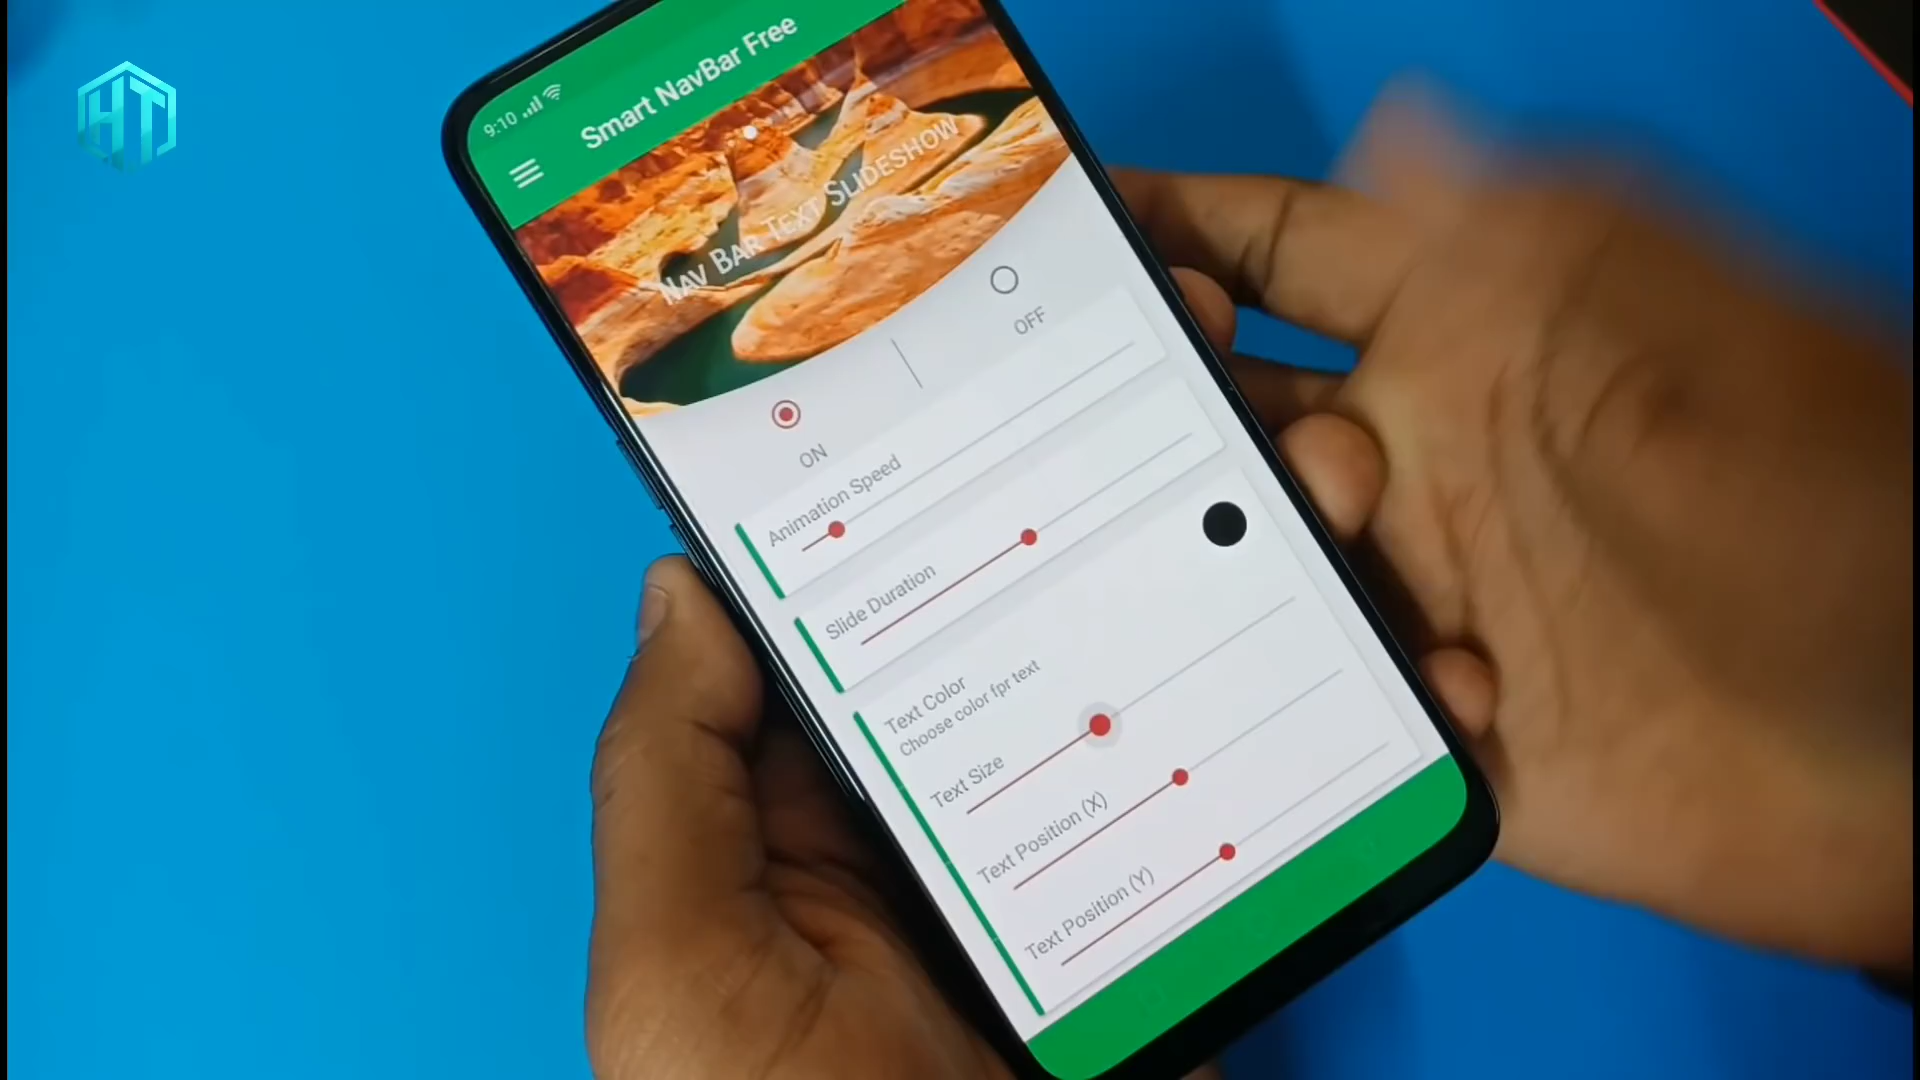 HT
9:10
Smart NavBar Free
NAV BAR TEXT SLIDESHOW
ON
OFF
Animation Speed
Slide Duration
Text Color
Choose color fpr text
Text Size
Text Position (X)
Text Position (Y)